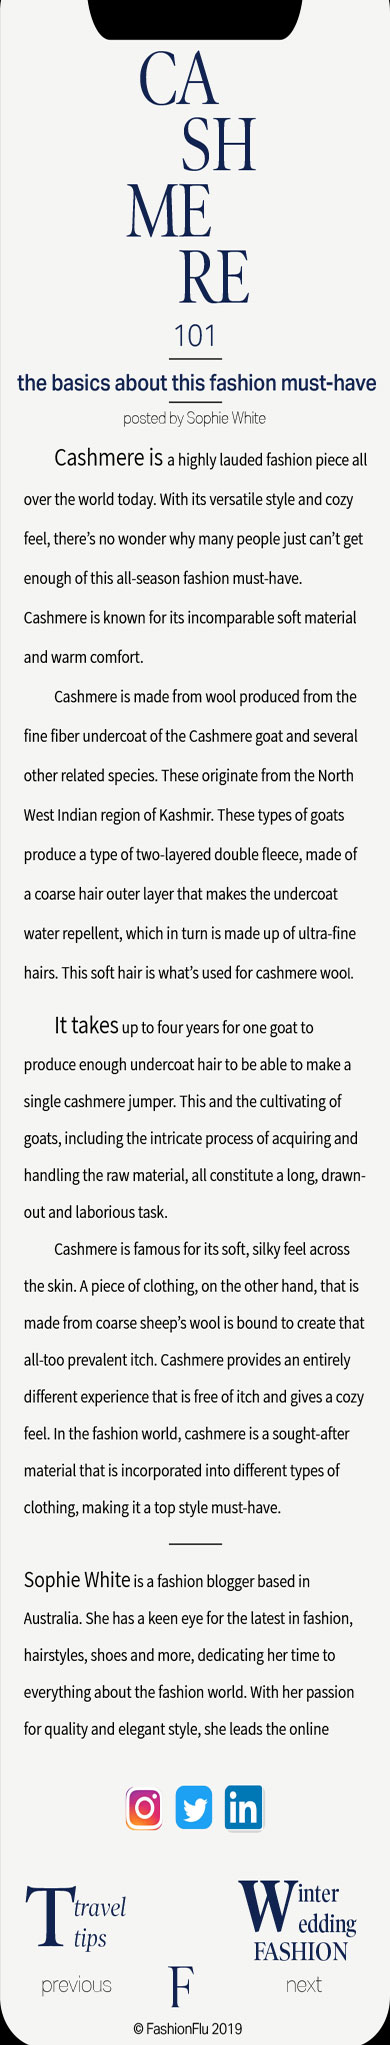 CA
SH
ME
RE
101
the basics about this fashion must-have
posted by Sophie White
Cashmere is a highly lauded fashion piece all
over the world today. With its versatile style and cozy
feel, there's no wonder why many people just can't get
enough of this all-season fashion must-have.
Cashmere is known for its incomparable soft material
and warm comfort.
Cashmere is made from wool produced from the
fine fiber undercoat of the Cashmere goat and several
other related species. These originate from the North
West Indian region of Kashmir. These types of goats
produce a type of two-layered double fleece, made of
a coarse hair outer layer that makes the undercoat
water repellent, which in turn is made up of ultra-fine
hairs. This soft hair is what's used for cashmere wool.
It takes up to four years for one goat to
produce enough undercoat hair to be able to make a
single cashmere jumper. This and the cultivating of
goats, including the intricate process of acquiring and
handling the raw material, all constitute a long, drawn-
out and laborious task.
Cashmere is famous for its soft, silky feel across
the skin. A piece of clothing, on the other hand, that is
made from coarse sheep's wool is bound to create that
all-too prevalent itch. Cashmere provides an entirely
different experience that is free of itch and gives a cozy
feel. In the fashion world, cashmere is a sought-after
material that is incorporated into different types of
clothing, making it a top style must-have.
Sophie White is a fashion blogger based in
Australia. She has a keen eye for the latest in fashion,
hairstyles, shoes and more, dedicating her time to
everything about the fashion world. With her passion
for quality and elegant style, she leads the online
in
T travel
tips
previous
Winter
edding
FASHION
next
F
© FashionFlu 2019